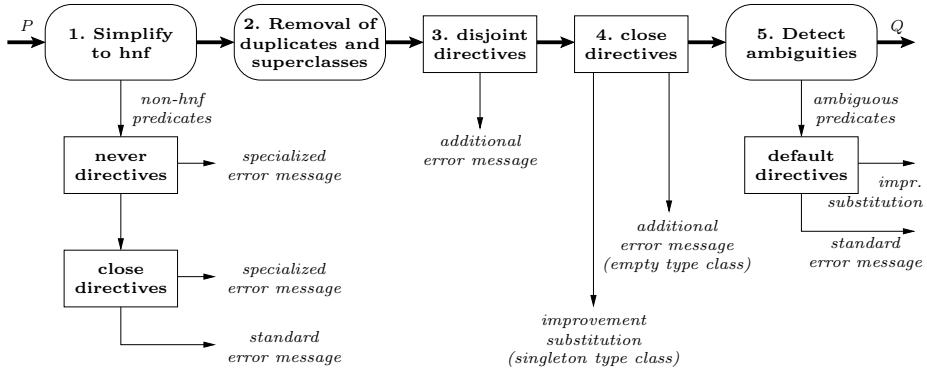 P
1. Simplify
to hnf
2. Removal of
duplicates and
superclasses
3. disjoint
directives
4. close
directives
5. Detect
ambiguities
Q
non-hnf
predicates
never
directives
specialized
error message
close
directives
specialized
error message
standard
error message
additional
error message
additional
error message
(empty type class)
improvement
substitution
(singleton type class)
ambiguous
predicates
default
directives
impr.
substitution
standard
error message